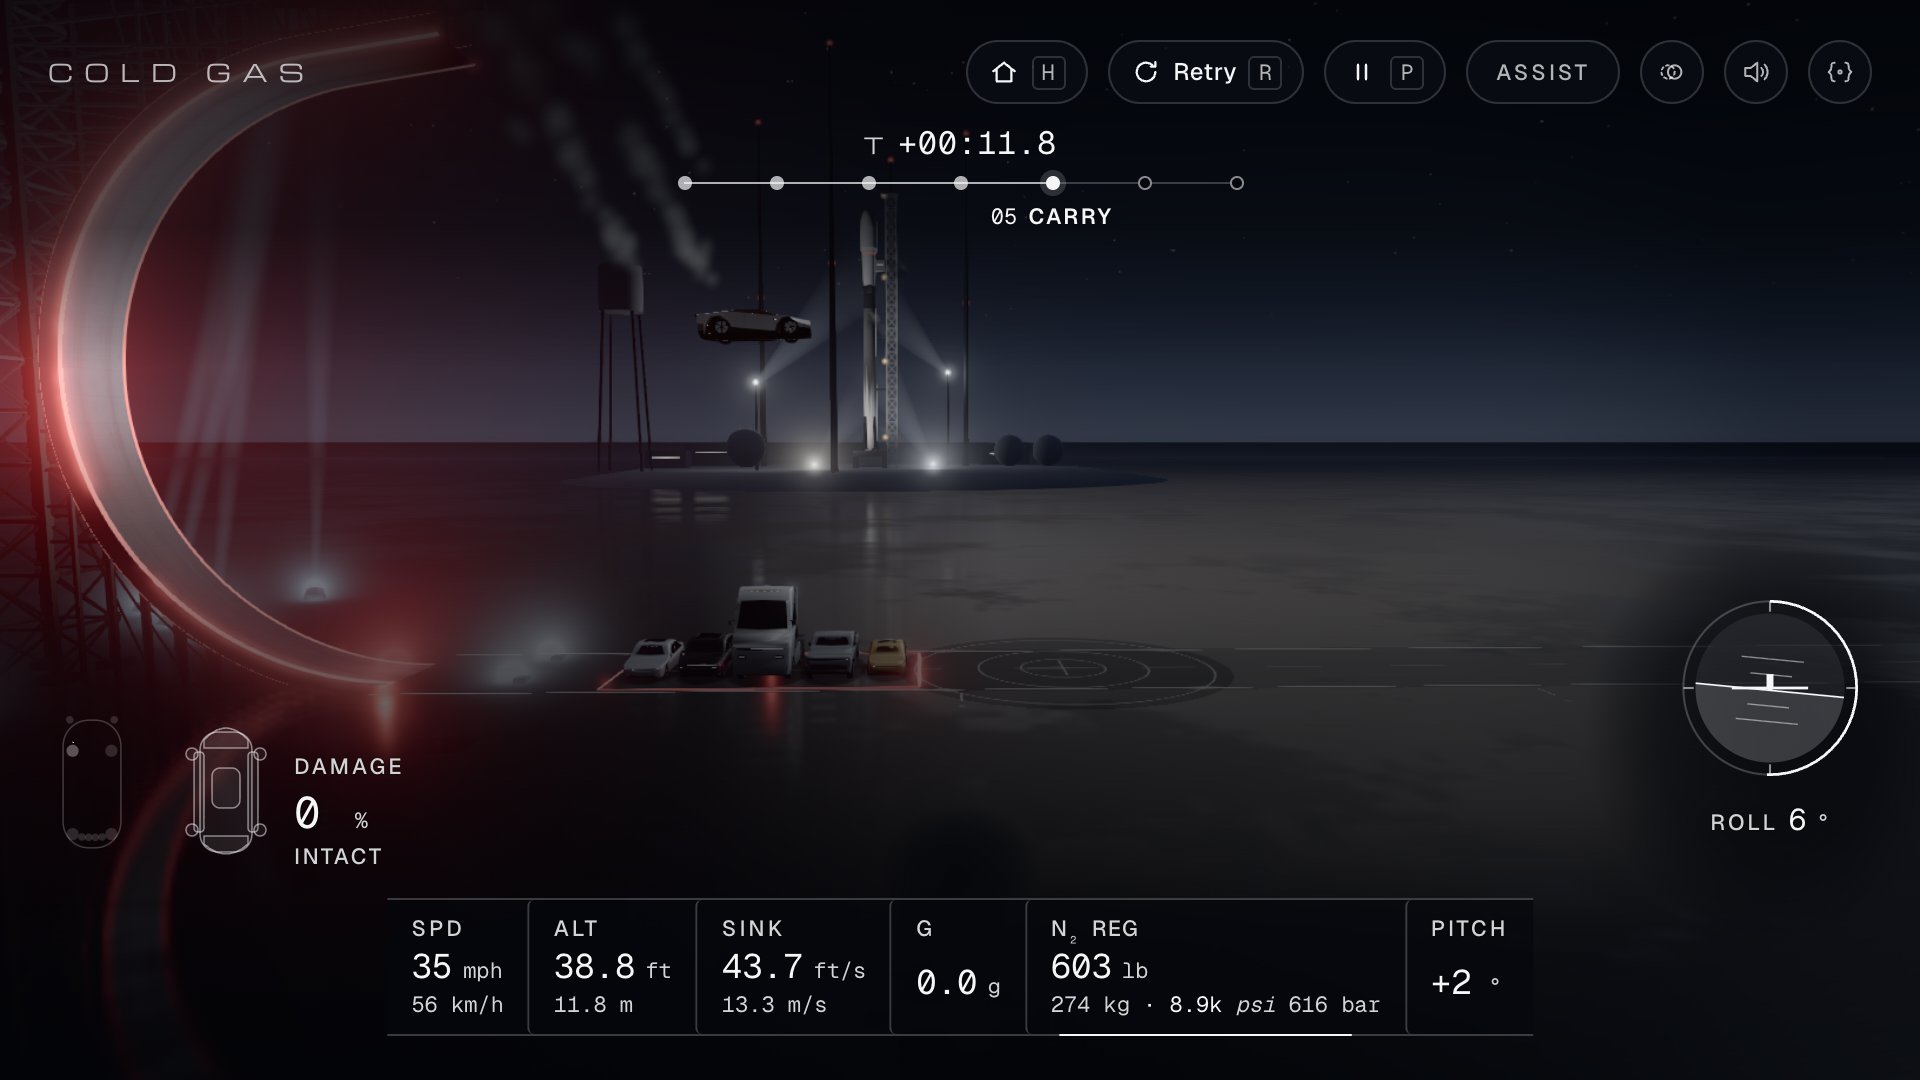 COLD GAS
H
Retry R
P
ASSIST
T +00:11.8
05 CARRY
DAMAGE
0 %
INTACT
ROLL 6 °
SPD
35 mph
56 km/h
ALT
38.8 ft
11.8 m
SINK
43.7 ft/s
13.3 m/s
G
0.0 g
N₂ REG
603 lb
274 kg · 8.9k psi 616 bar
PITCH
+2 °